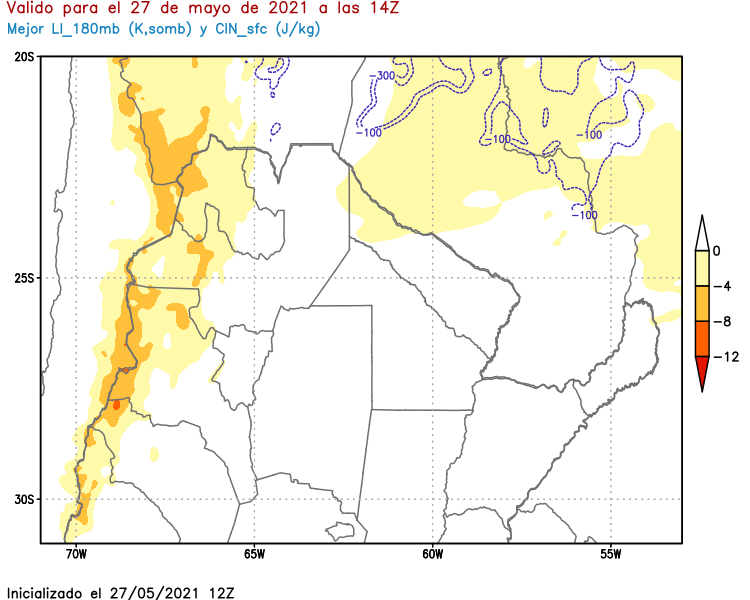 Valido para el 27 de mayo de 2021 a las 14Z
Mejor LI_180mb (K,somb) y CIN_sfc (J/kg)
20S
-300
-100
-100
-100
-100
0
25S
-4
-8
-12
30S
70W 65W 60W 55W
Inicializado el 27/05/2021 12Z